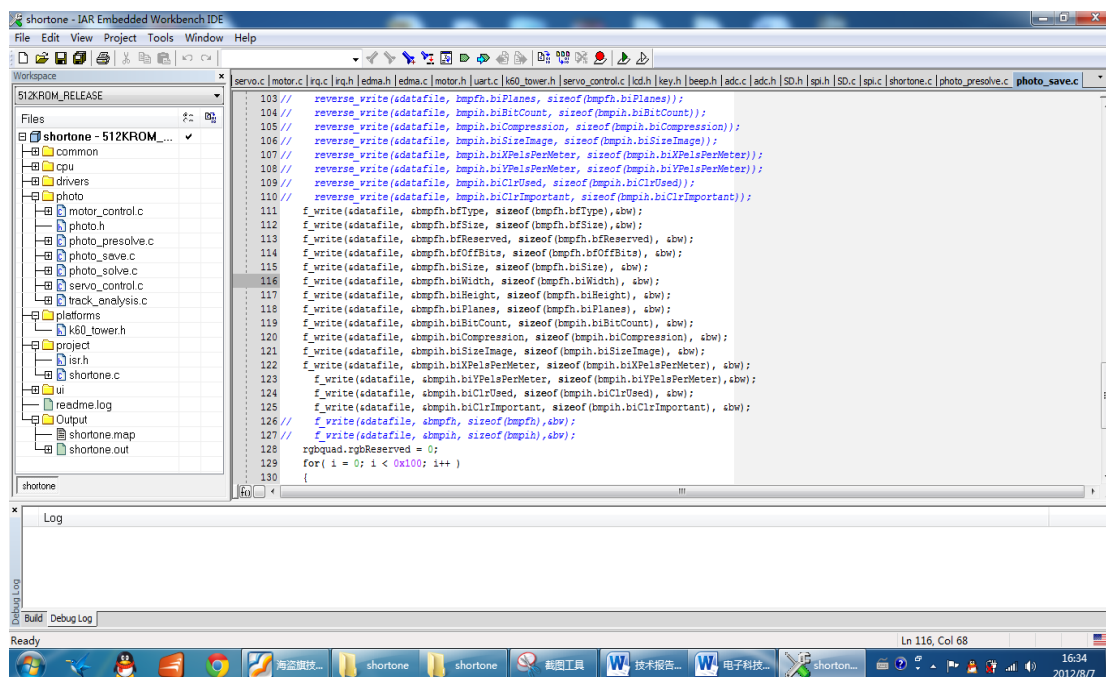 shortone - IAR Embedded Workbench IDE
File Edit View Project Tools Window Help
Workspace
servo.c | motor.c | irq.c | irq.h | edma.h | edma.c | motor.h | uart.c | k60_tower.h | servo_control.c | lcd.h | key.h | beep.h | adc.c | adc.h | SD.h | spi.h | SD.c | spi.c | shortone.c | photo_presolve.c photo_save.c
512KROM_RELEASE
Files
shortone - 512KROM_...
common
cpu
drivers
photo
motor_control.c
photo.h
photo_presolve.c
photo_save.c
photo_solve.c
servo_control.c
track_analysis.c
platforms
k60_tower.h
project
isr.h
shortone.c
ui
readme.log
Output
shortone.map
shortone.out
shortone
103 // reverse_write(&datafile, bmpfh.biPlanes, sizeof(bmpfh.biPlanes));
104 // reverse_write(&datafile, bmpih.biBitCount, sizeof(bmpih.biBitCount));
105 // reverse_write(&datafile, bmpih.biCompression, sizeof(bmpih.biCompression));
106 // reverse_write(&datafile, bmpih.biSizeImage, sizeof(bmpih.biSizeImage));
107 // reverse_write(&datafile, bmpih.biXPelsPerMeter, sizeof(bmpih.biXPelsPerMeter));
108 // reverse_write(&datafile, bmpih.biYPelsPerMeter, sizeof(bmpih.biYPelsPerMeter));
109 // reverse_write(&datafile, bmpih.biClrUsed, sizeof(bmpih.biClrUsed));
110 // reverse_write(&datafile, bmpih.biClrImportant, sizeof(bmpih.biClrImportant));
111 f_write(&datafile, &bmpfh.bfType, sizeof(bmpfh.bfType),&bw);
112 f_write(&datafile, &bmpfh.bfSize, sizeof(bmpfh.bfSize),&bw);
113 f_write(&datafile, &bmpfh.bfReserved, sizeof(bmpfh.bfReserved), &bw);
114 f_write(&datafile, &bmpfh.bfOffBits, sizeof(bmpfh.bfOffBits), &bw);
115 f_write(&datafile, &bmpfh.biSize, sizeof(bmpfh.biSize), &bw);
116 f_write(&datafile, &bmpfh.biWidth, sizeof(bmpfh.biWidth), &bw);
117 f_write(&datafile, &bmpfh.biHeight, sizeof(bmpfh.biHeight), &bw);
118 f_write(&datafile, &bmpfh.biPlanes, sizeof(bmpfh.biPlanes), &bw);
119 f_write(&datafile, &bmpih.biBitCount, sizeof(bmpih.biBitCount), &bw);
120 f_write(&datafile, &bmpih.biCompression, sizeof(bmpih.biCompression), &bw);
121 f_write(&datafile, &bmpih.biSizeImage, sizeof(bmpih.biSizeImage), &bw);
122 f_write(&datafile, &bmpih.biXPelsPerMeter, sizeof(bmpih.biXPelsPerMeter), &bw);
123 f_write(&datafile, &bmpih.biYPelsPerMeter, sizeof(bmpih.biYPelsPerMeter),&bw);
124 f_write(&datafile, &bmpih.biClrUsed, sizeof(bmpih.biClrUsed), &bw);
125 f_write(&datafile, &bmpih.biClrImportant, sizeof(bmpih.biClrImportant), &bw);
126 // f_write(&datafile, &bmpfh, sizeof(bmpfh),&bw);
127 // f_write(&datafile, &bmpih, sizeof(bmpih),&bw);
128 rgbquad.rgbReserved = 0;
129 for( i = 0; i < 0x100; i++ )
130 {
Log
Debug Log
Build Debug Log
Ready
Ln 116, Col 68
海盗旗技... shortone shortone 截图工具 技术报告... 电子科技... shorton...
16:34
2012/8/7